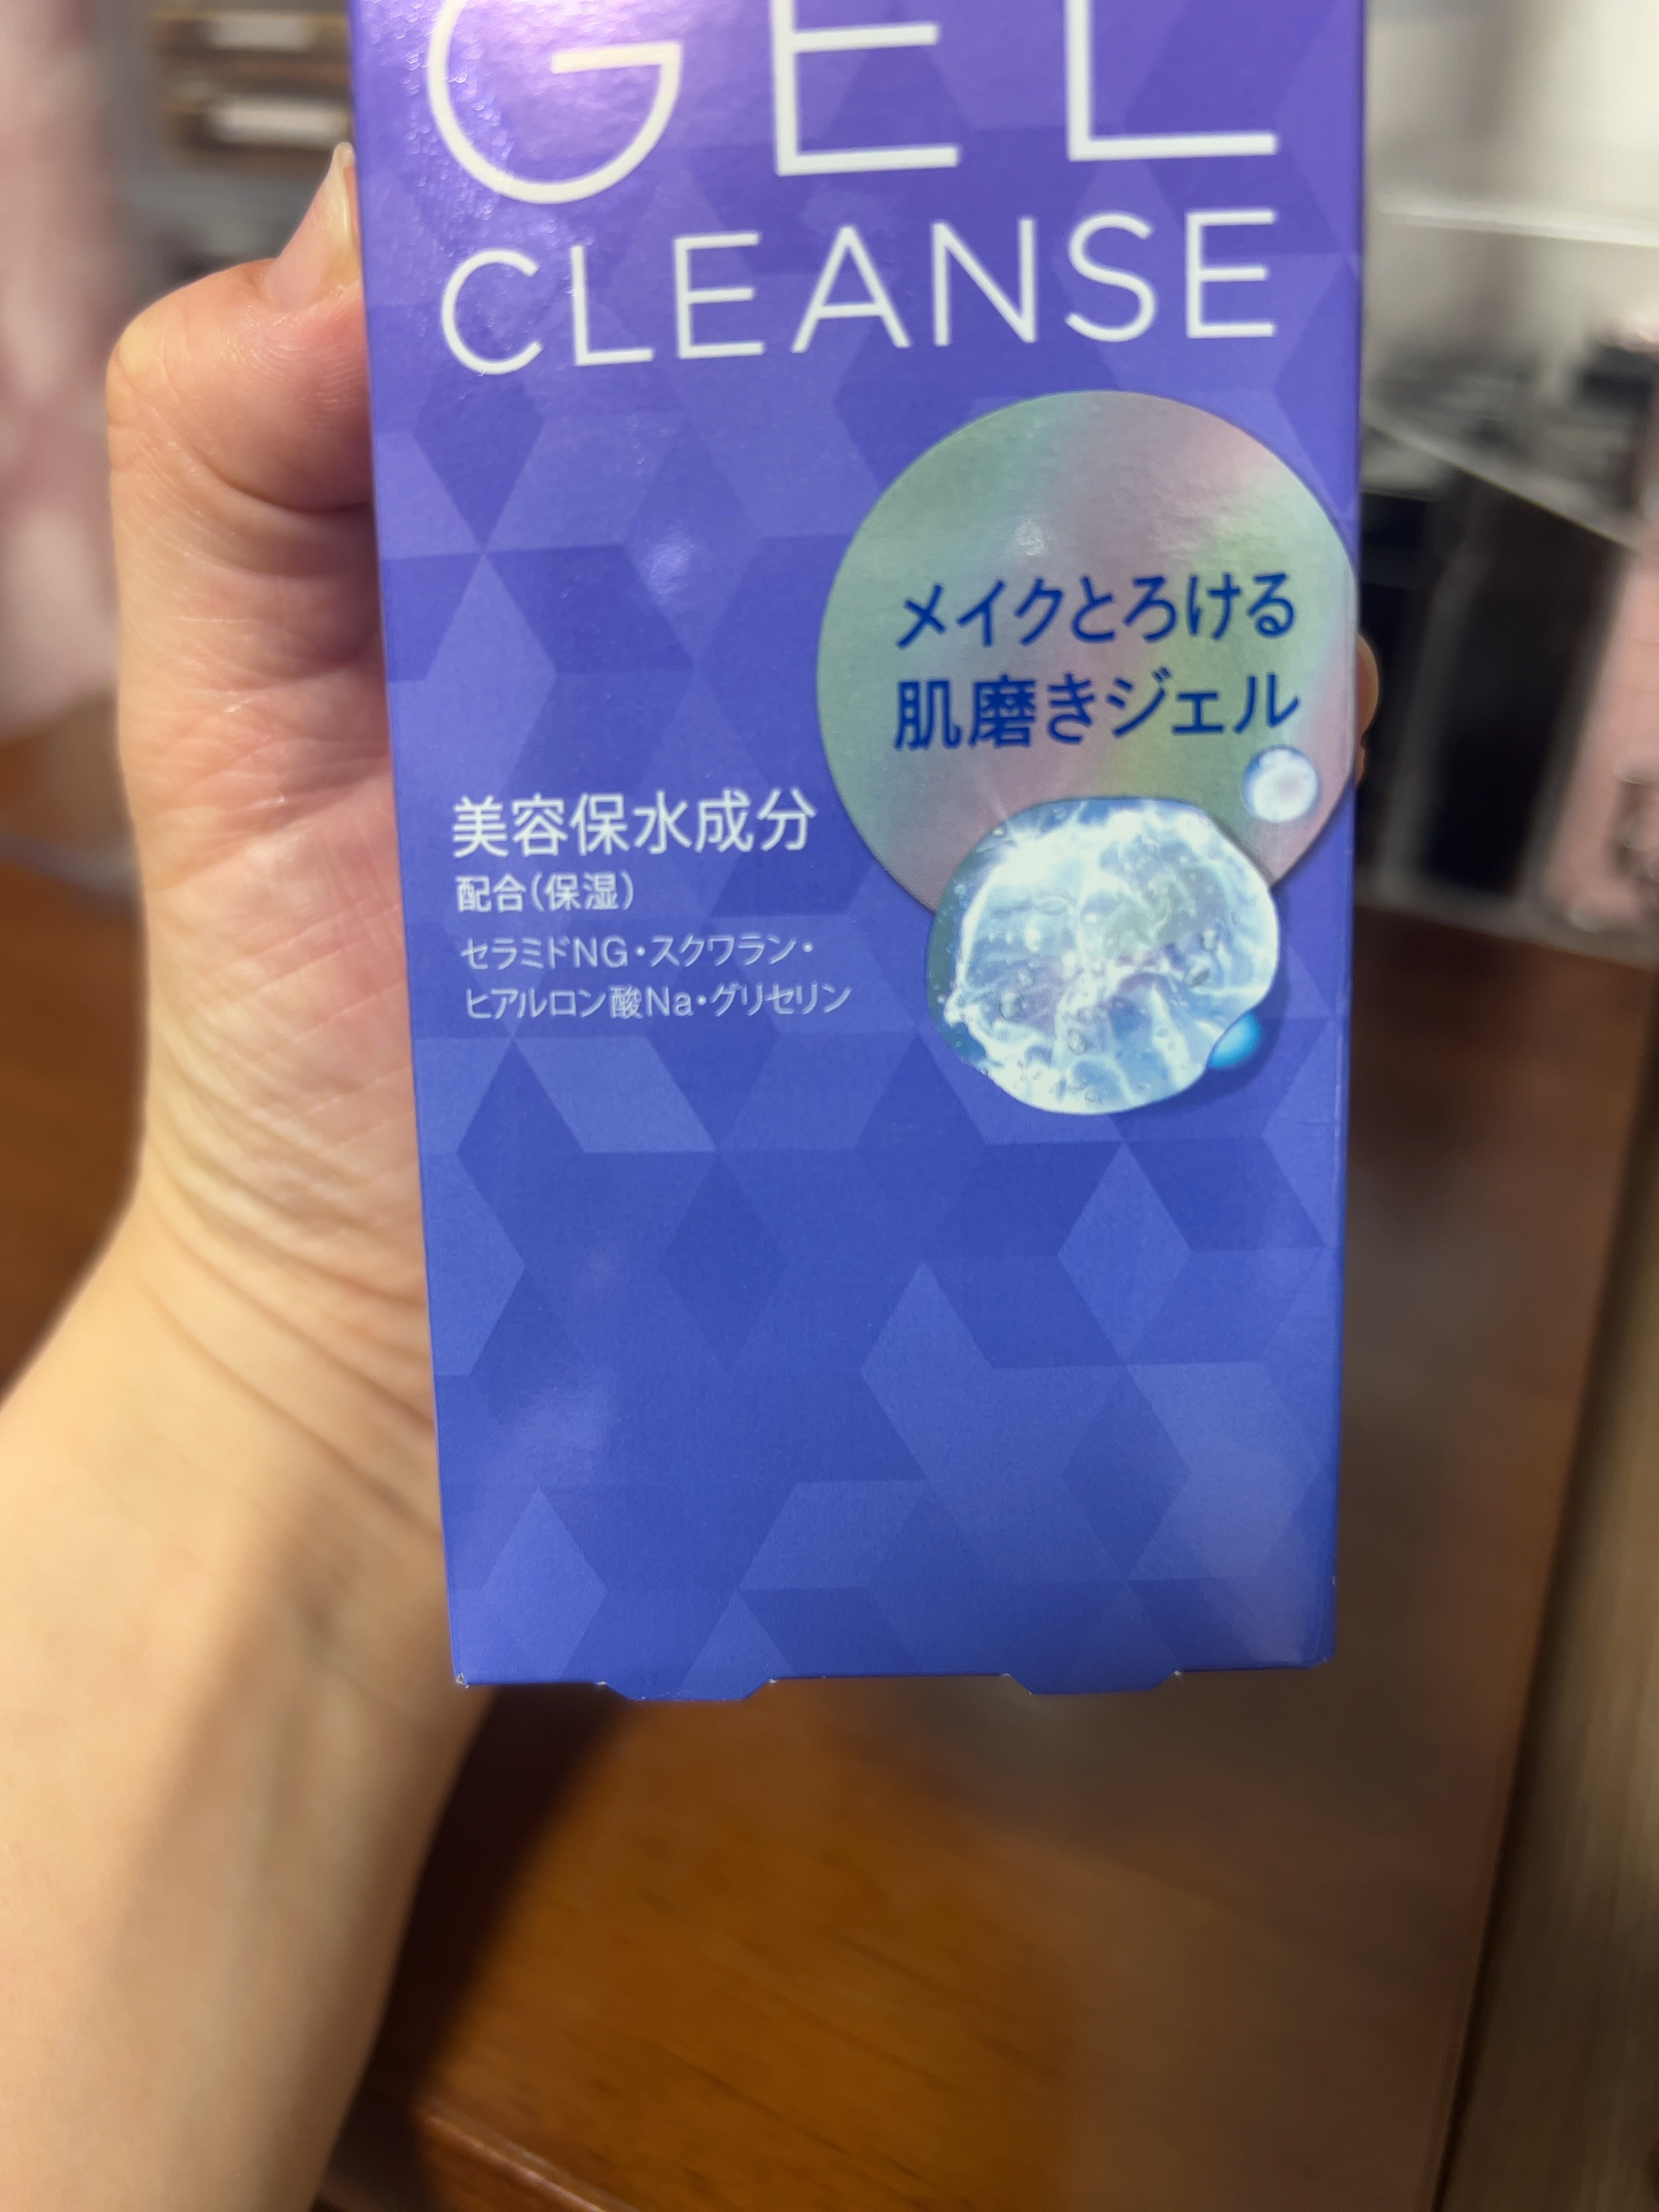 GEL
CLEANSE
メイクとろける
肌磨きジェル
美容保水成分
配合(保湿)
セラミドNG・スクワラン・
ヒアルロン酸Na・グリセリン